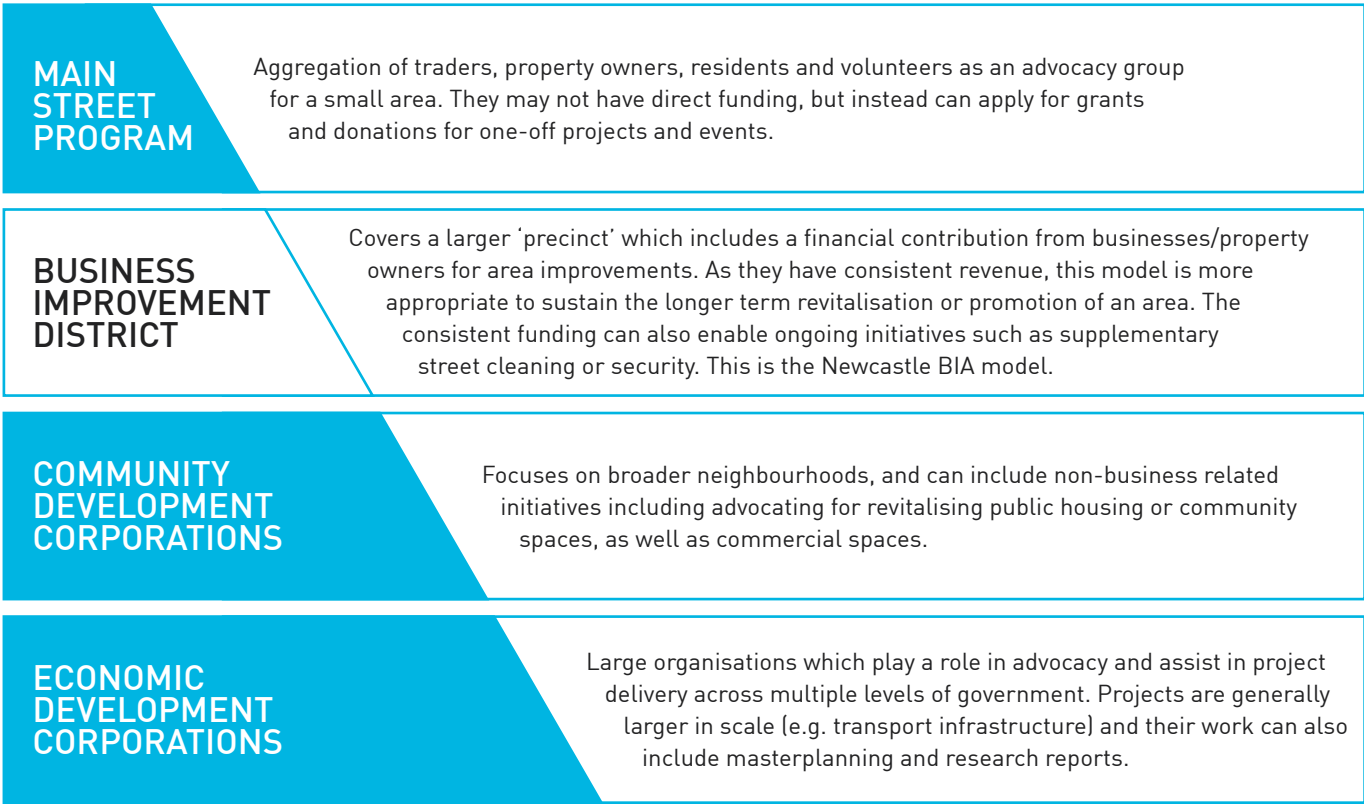 MAIN
STREET
PROGRAM
Aggregation of traders, property owners, residents and volunteers as an advocacy group
for a small area. They may not have direct funding, but instead can apply for grants
and donations for one-off projects and events.
BUSINESS
IMPROVEMENT
DISTRICT
Covers a larger ‘precinct’ which includes a financial contribution from businesses/property
owners for area improvements. As they have consistent revenue, this model is more
appropriate to sustain the longer term revitalisation or promotion of an area. The
consistent funding can also enable ongoing initiatives such as supplementary
street cleaning or security. This is the Newcastle BIA model.
COMMUNITY
DEVELOPMENT
CORPORATIONS
Focuses on broader neighbourhoods, and can include non-business related
initiatives including advocating for revitalising public housing or community
spaces, as well as commercial spaces.
ECONOMIC
DEVELOPMENT
CORPORATIONS
Large organisations which play a role in advocacy and assist in project
delivery across multiple levels of government. Projects are generally
larger in scale (e.g. transport infrastructure) and their work can also
include masterplanning and research reports.